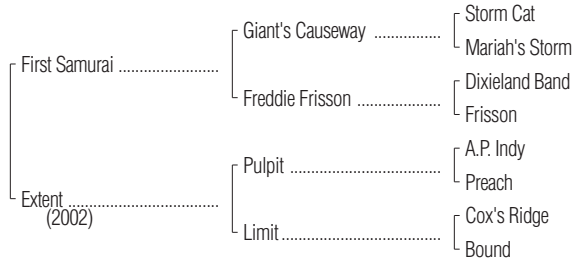 Storm Cat
Giant's Causeway ..................
Mariah's Storm
First Samurai .......................
Dixieland Band
Freddie Frisson ...................
Frisson
A.P. Indy
Pulpit ..................................
Preach
Extent ...................................
(2002)
Cox's Ridge
Limit.....................................
Bound